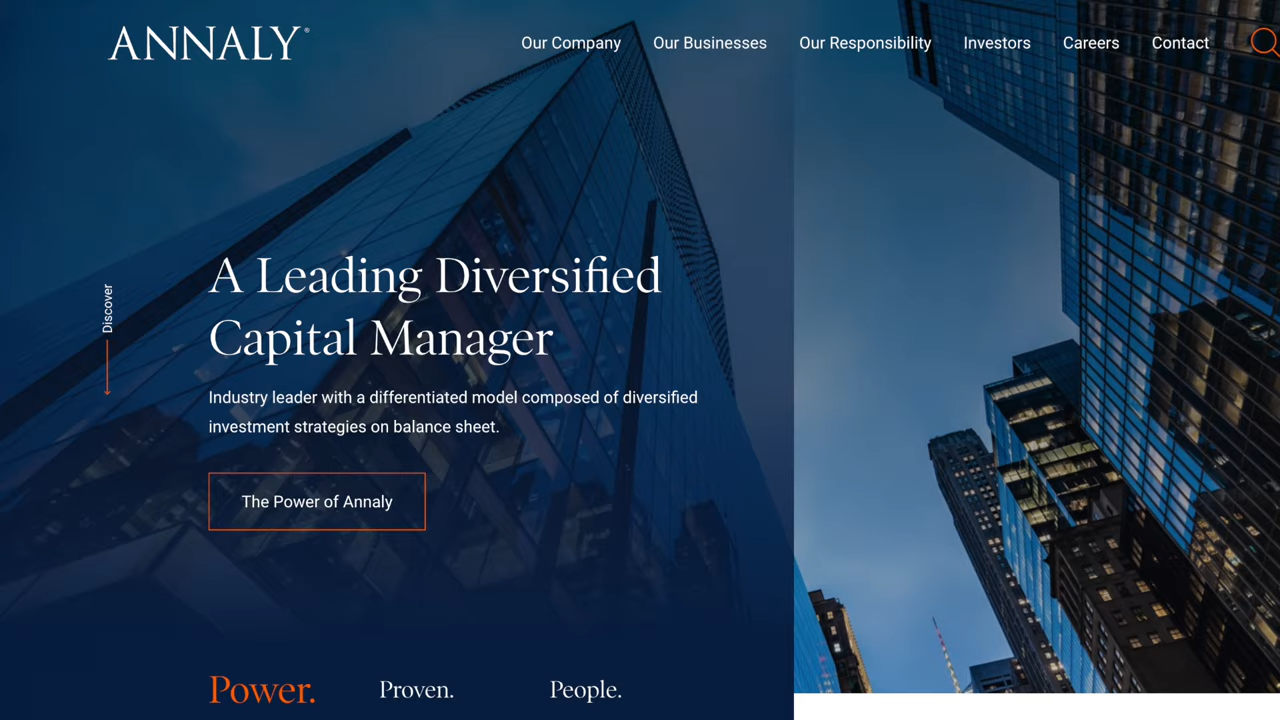 ANNALY®
Our Company
Our Businesses
Our Responsibility
Investors
Careers
Contact
Discover
A Leading Diversified
Capital Manager
Industry leader with a differentiated model composed of diversified
investment strategies on balance sheet.
The Power of Annaly
Power.
Proven.
People.